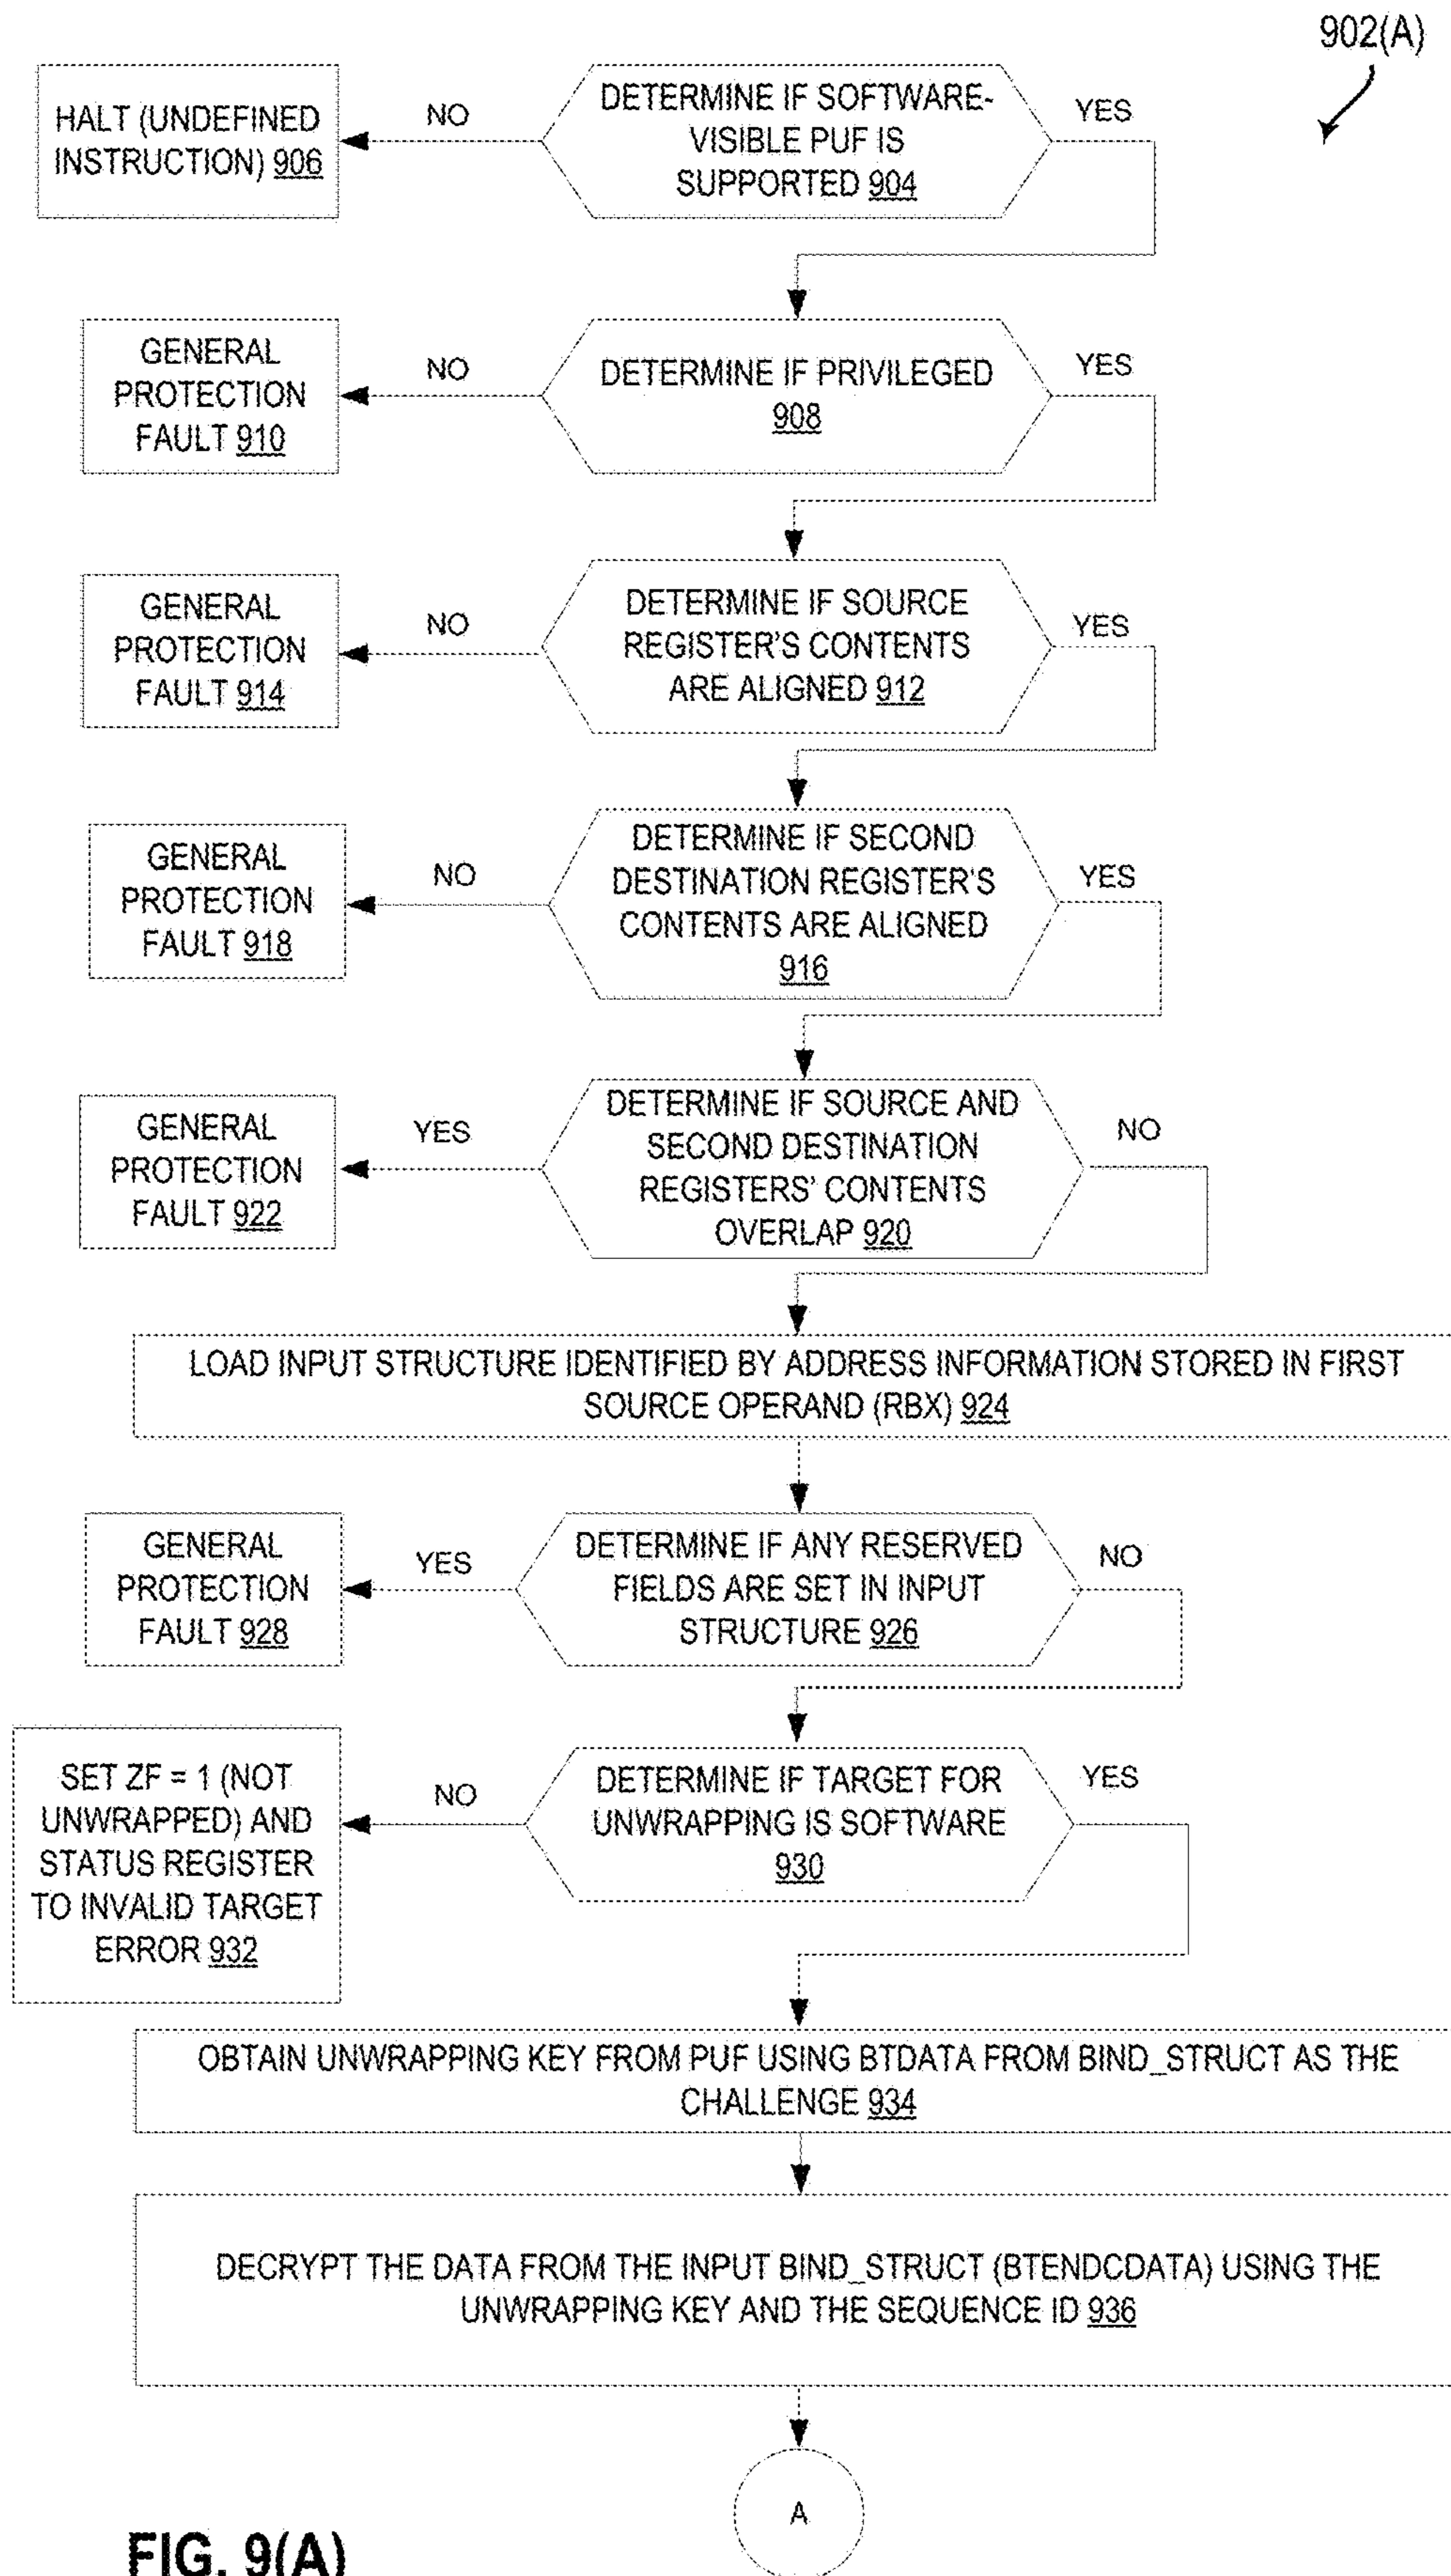 902(A)
HALT (UNDEFINED
INSTRUCTION) 906
NO
DETERMINE IF SOFTWARE-
VISIBLE PUF IS
SUPPORTED 904
YES
GENERAL
PROTECTION
FAULT 910
NO
DETERMINE IF PRIVILEGED
908
YES
GENERAL
PROTECTION
FAULT 914
NO
DETERMINE IF SOURCE
REGISTER'S CONTENTS
ARE ALIGNED 912
YES
GENERAL
PROTECTION
FAULT 918
NO
DETERMINE IF SECOND
DESTINATION REGISTER'S
CONTENTS ARE ALIGNED
916
YES
GENERAL
PROTECTION
FAULT 922
YES
DETERMINE IF SOURCE AND
SECOND DESTINATION
REGISTERS' CONTENTS
OVERLAP 920
NO
LOAD INPUT STRUCTURE IDENTIFIED BY ADDRESS INFORMATION STORED IN FIRST
SOURCE OPERAND (RBX) 924
GENERAL
PROTECTION
FAULT 928
YES
DETERMINE IF ANY RESERVED
FIELDS ARE SET IN INPUT
STRUCTURE 926
NO
SET ZF = 1 (NOT
UNWRAPPED) AND
STATUS REGISTER
TO INVALID TARGET
ERROR 932
NO
DETERMINE IF TARGET FOR
UNWRAPPING IS SOFTWARE
930
YES
OBTAIN UNWRAPPING KEY FROM PUF USING BTDATA FROM BIND_STRUCT AS THE
CHALLENGE 934
DECRYPT THE DATA FROM THE INPUT BIND_STRUCT (BTENDCDATA) USING THE
UNWRAPPING KEY AND THE SEQUENCE ID 936
A
FIG. 9(A)